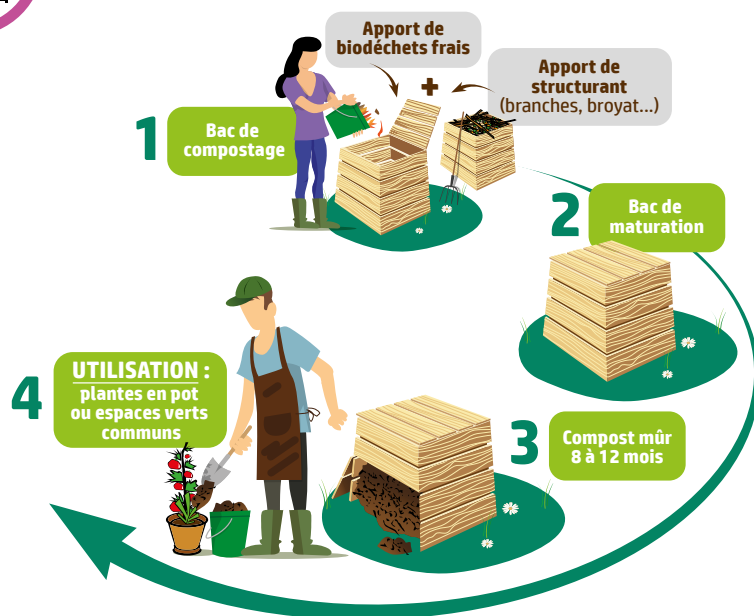 Apport de
biodéchets frais
+
Apport de
structurant
(branches, broyat...)
1
Bac de
compostage
2
Bac de
maturation
3
Compost mûr
8 à 12 mois
4
UTILISATION :
plantes en pot
ou espaces verts
communs